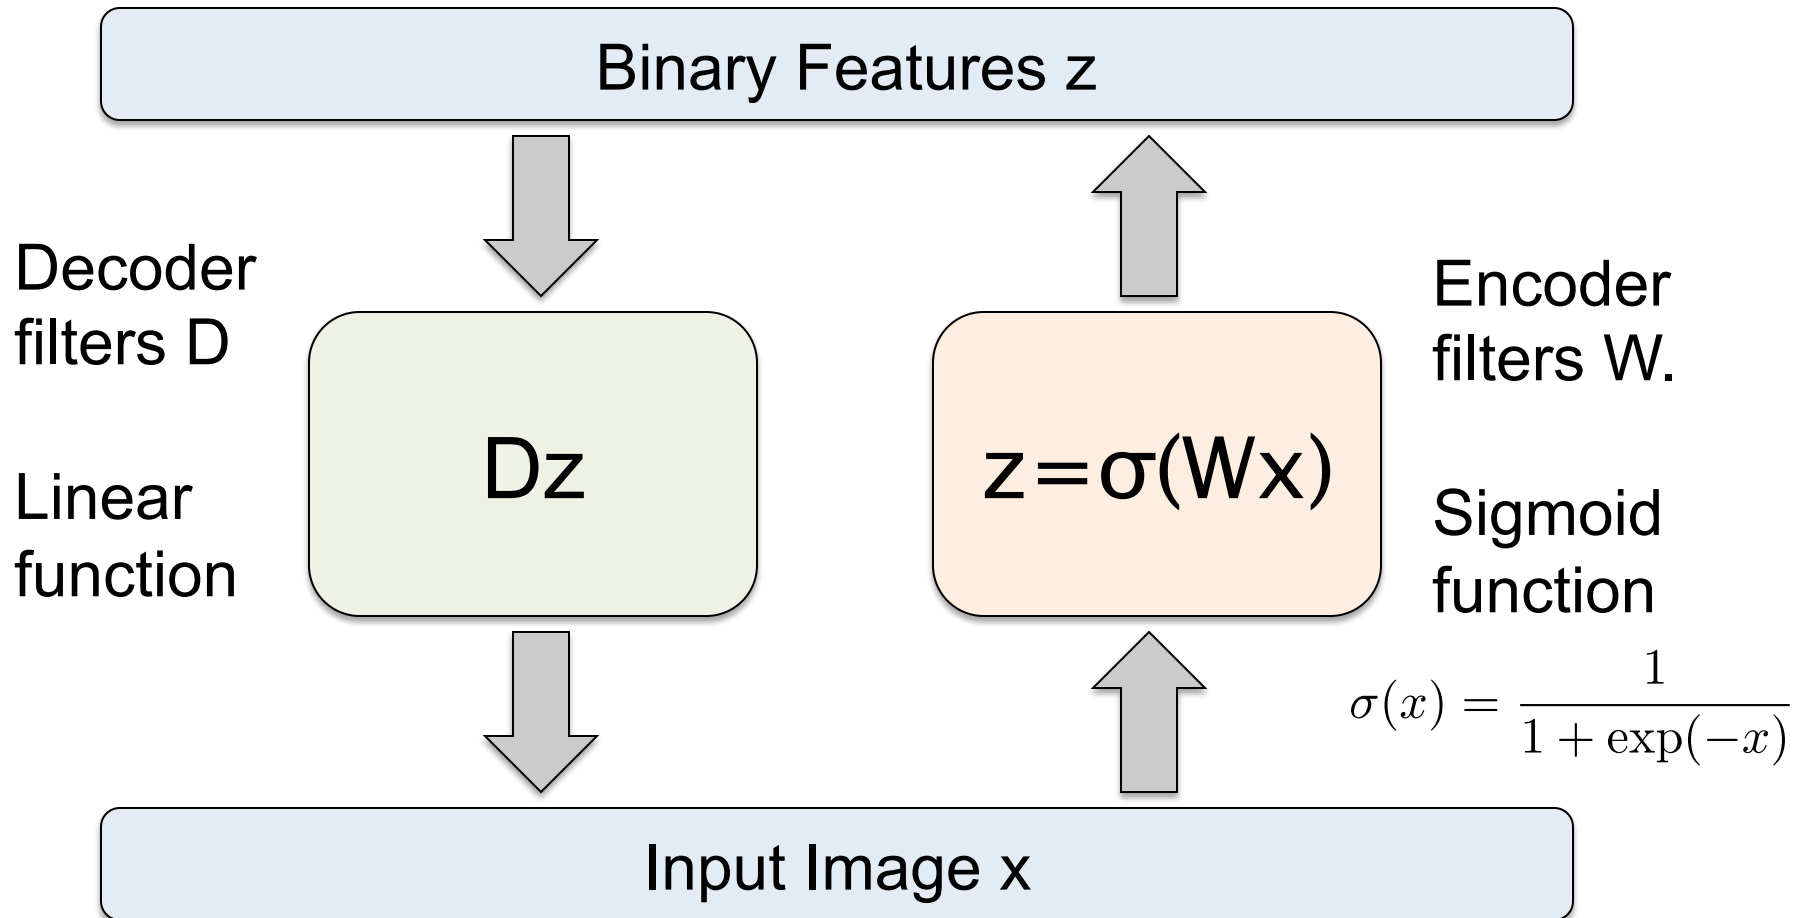 Binary Features z
Decoder
filters D
Linear
function
Dz
z=σ(Wx)
Encoder
filters W.
Sigmoid
function
σ(x) = 1 / (1 + exp(−x))
Input Image x